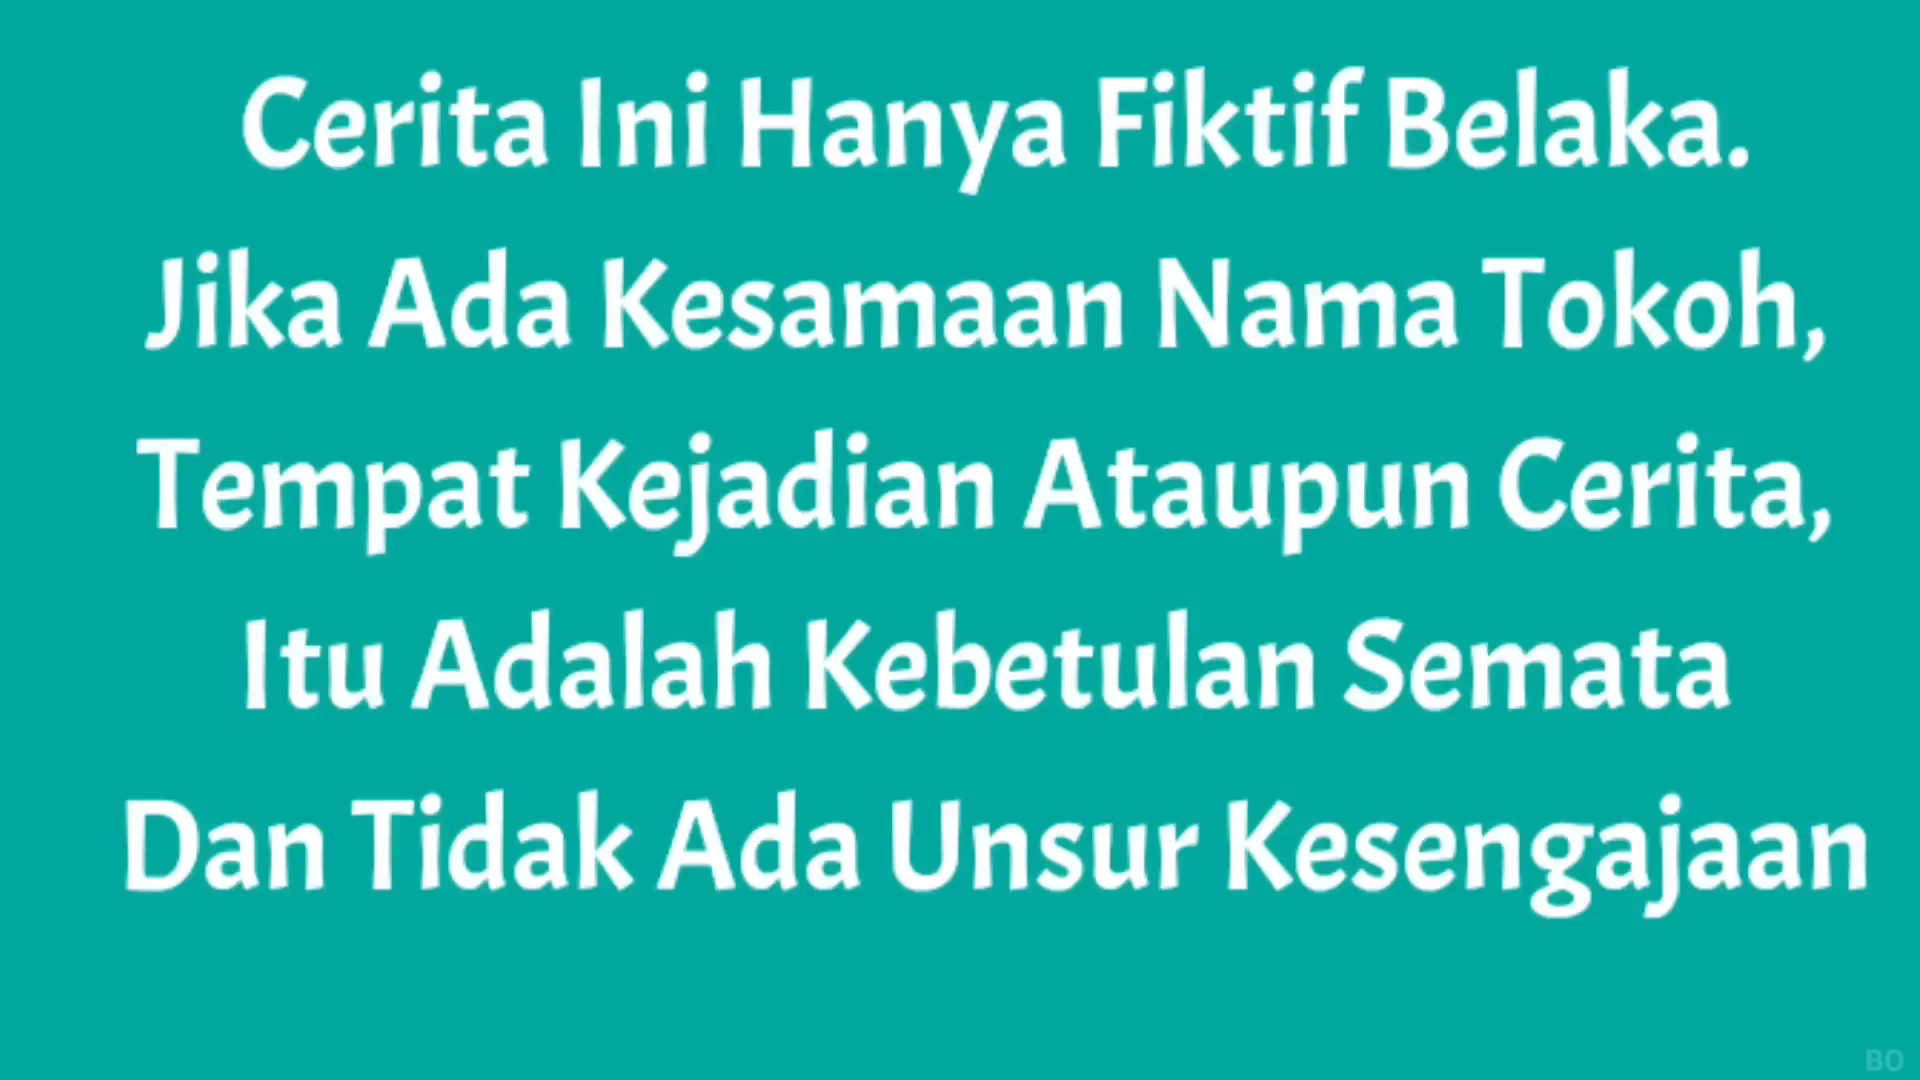 Cerita Ini Hanya Fiktif Belaka.
Jika Ada Kesamaan Nama Tokoh,
Tempat Kejadian Ataupun Cerita,
Itu Adalah Kebetulan Semata
Dan Tidak Ada Unsur Kesengajaan
BO